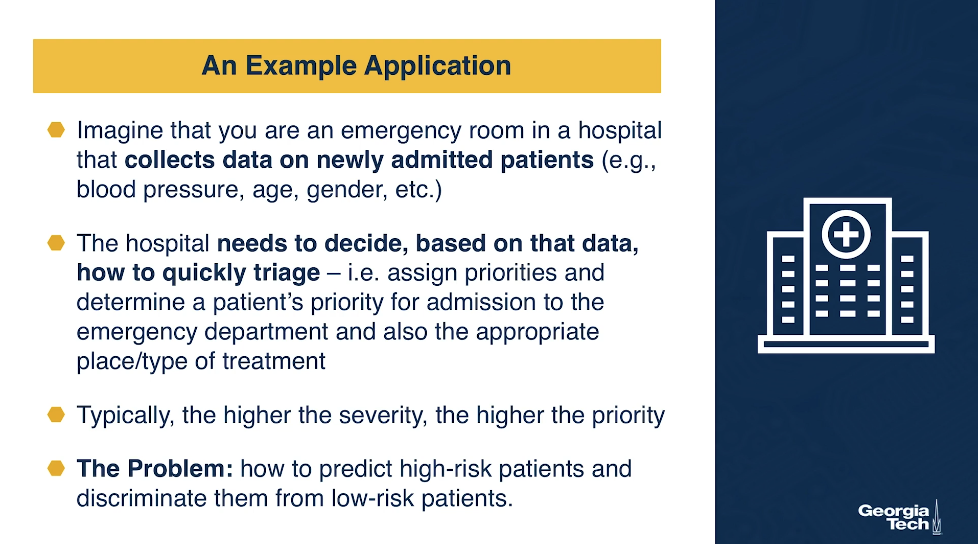 An Example Application
Imagine that you are an emergency room in a hospital
that collects data on newly admitted patients (e.g.,
blood pressure, age, gender, etc.)
The hospital needs to decide, based on that data,
how to quickly triage – i.e. assign priorities and
determine a patient’s priority for admission to the
emergency department and also the appropriate
place/type of treatment
Typically, the higher the severity, the higher the priority
The Problem: how to predict high-risk patients and
discriminate them from low-risk patients.
Georgia
Tech